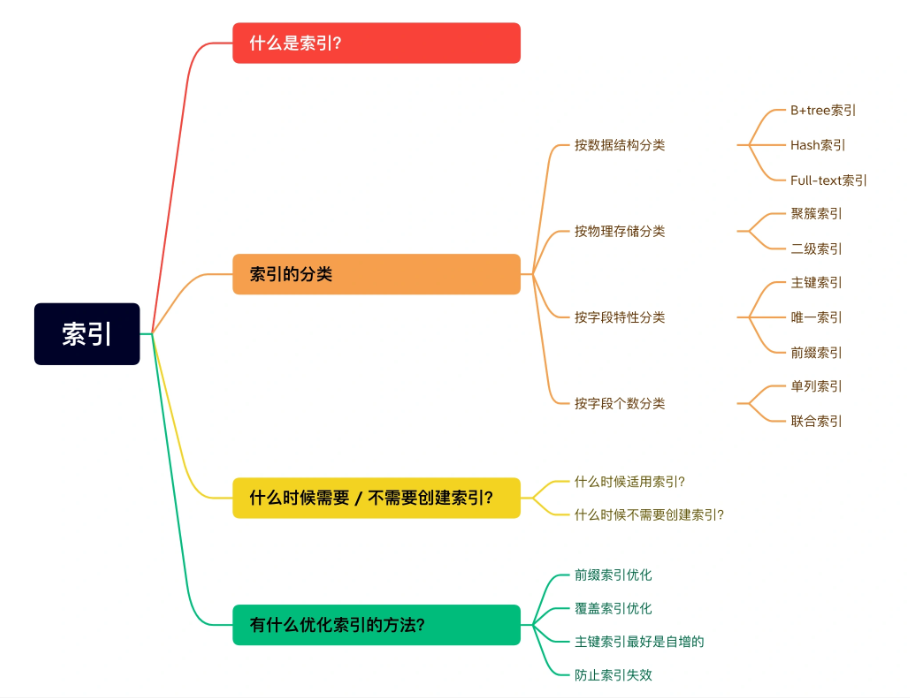 索引
什么是索引?
索引的分类
按数据结构分类
B+tree索引
Hash索引
Full-text索引
按物理存储分类
聚簇索引
二级索引
按字段特性分类
主键索引
唯一索引
前缀索引
按字段个数分类
单列索引
联合索引
什么时候需要 / 不需要创建索引?
什么时候适用索引?
什么时候不需要创建索引?
有什么优化索引的方法?
前缀索引优化
覆盖索引优化
主键索引最好是自增的
防止索引失效